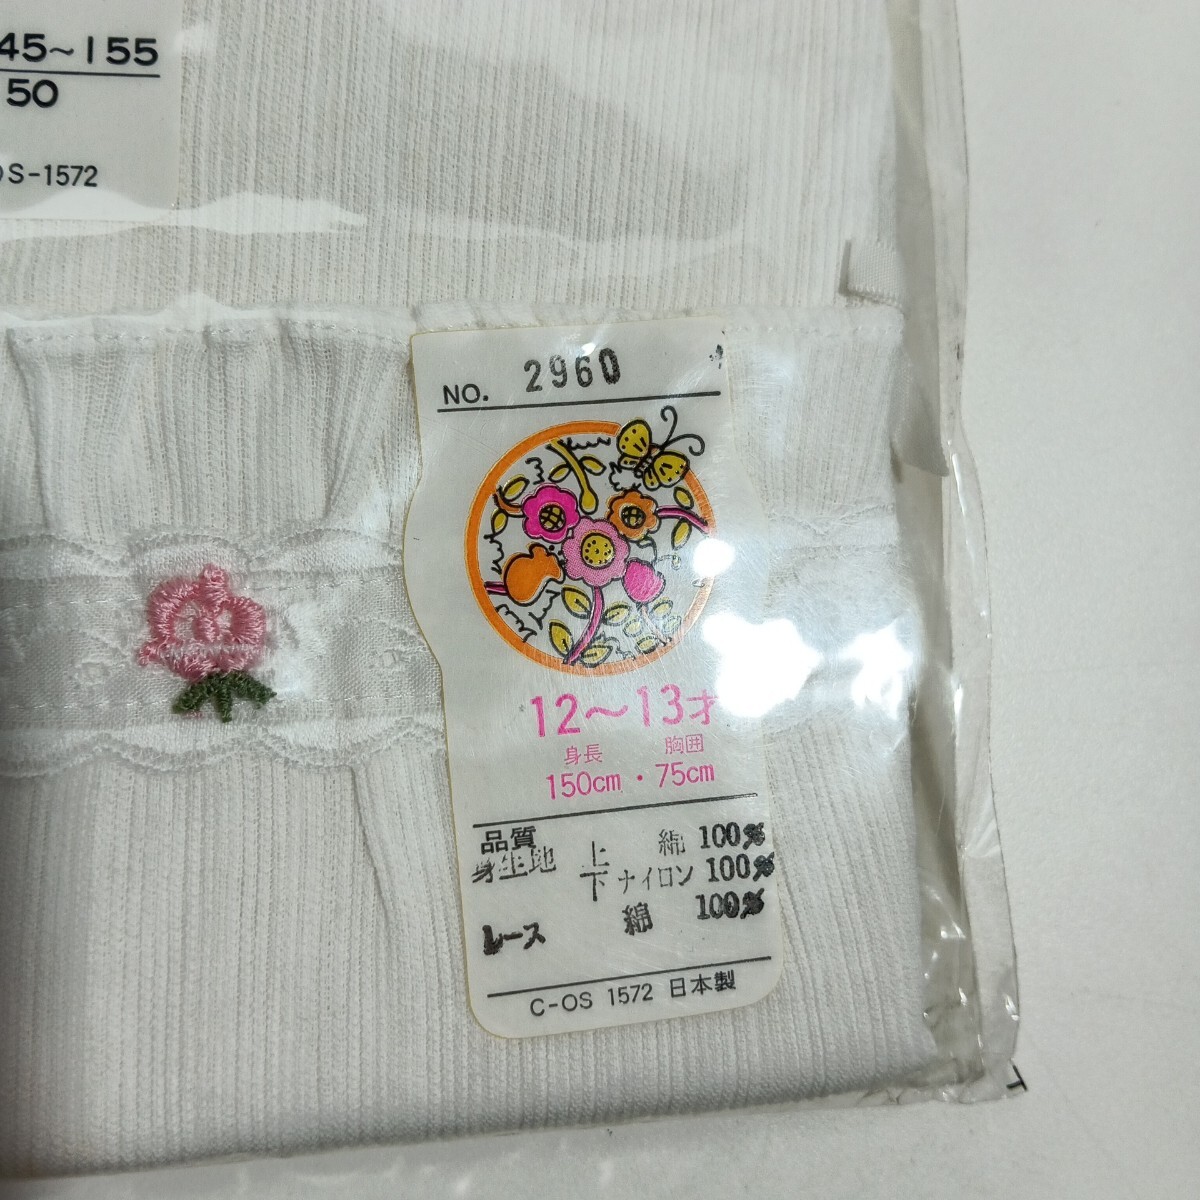 45~155
50
OS-1572
NO. 2960
12~13才
身長 胸囲
150cm・75cm
品質
身生地 上 綿 100%
下 ナイロン 100%
レース 綿 100%
C-OS 1572 日本製